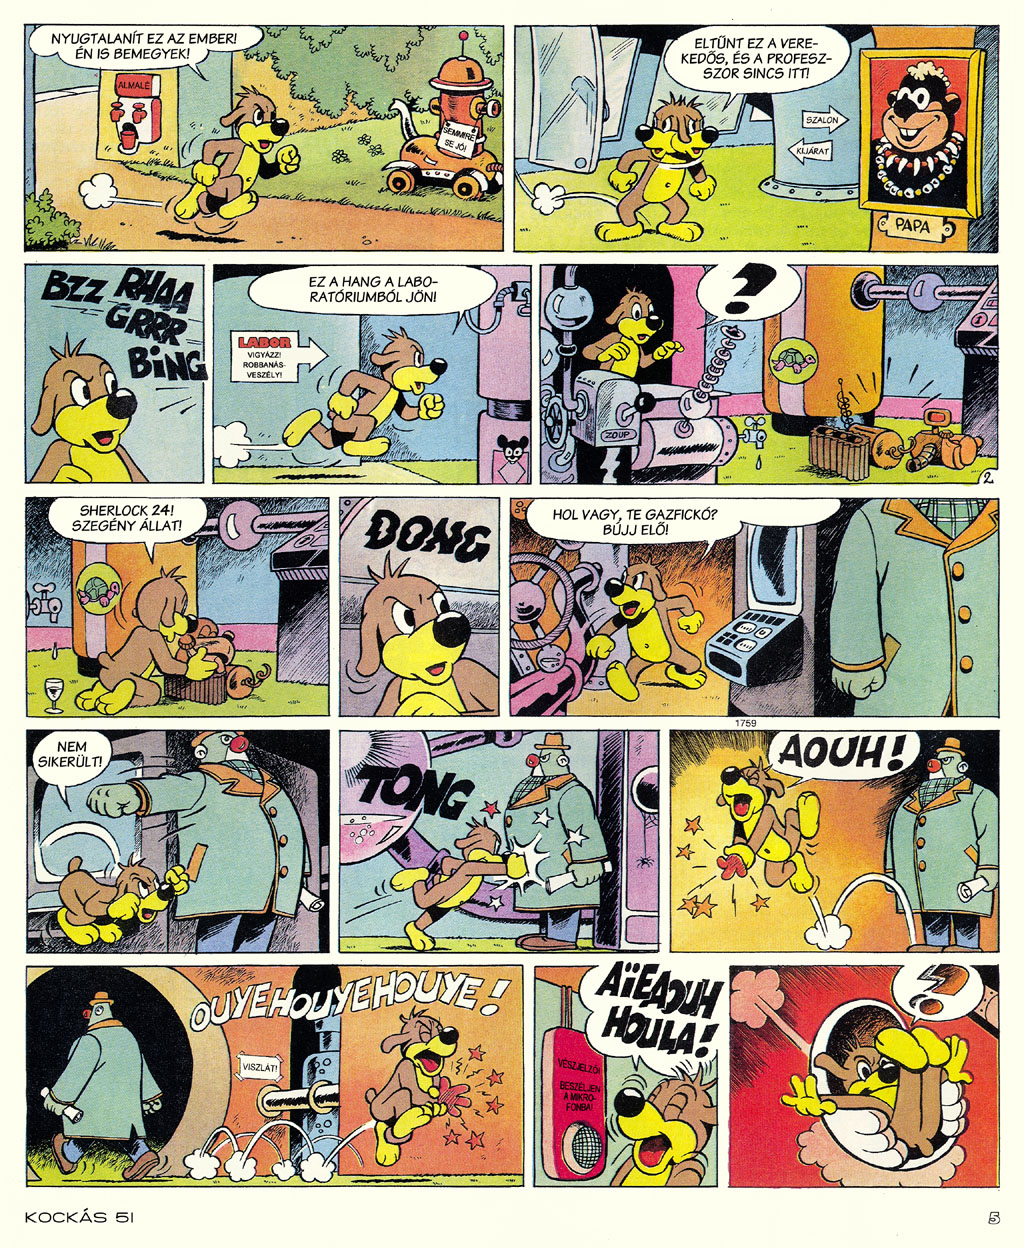 NYUGTALANÍT EZ AZ EMBER!
ÉN IS BEMEGYEK!
ALMALÉ
SEMMIRE
SE JÓ!
ELTŰNT EZ A VERE-
KEDŐS, ÉS A PROFESZ-
SZOR SINCS ITT!
SZALON
KIJÁRAT
PAPA
BZZ RHAA
GRRR
BING
EZ A HANG A LABO-
RATÓRIUMBÓL JÖN!
LABOR
VIGYÁZZ!
ROBBANÁS-
VESZÉLY!
?
ZOUP
2
SHERLOCK 24!
SZEGÉNY ÁLLAT!
DONG
HOL VAGY, TE GAZFICKÓ?
BÚJJ ELŐ!
1759
NEM
SIKERÜLT!
TONG
AOUH!
OUYEHOUYEHOUYE!
VISZLÁT!
AÏEAOUH
HOULA!
VÉSZJELZŐ!
BESZÉLJEN
A MIKRO-
FONBA!
?
KOCKÁS 51
5